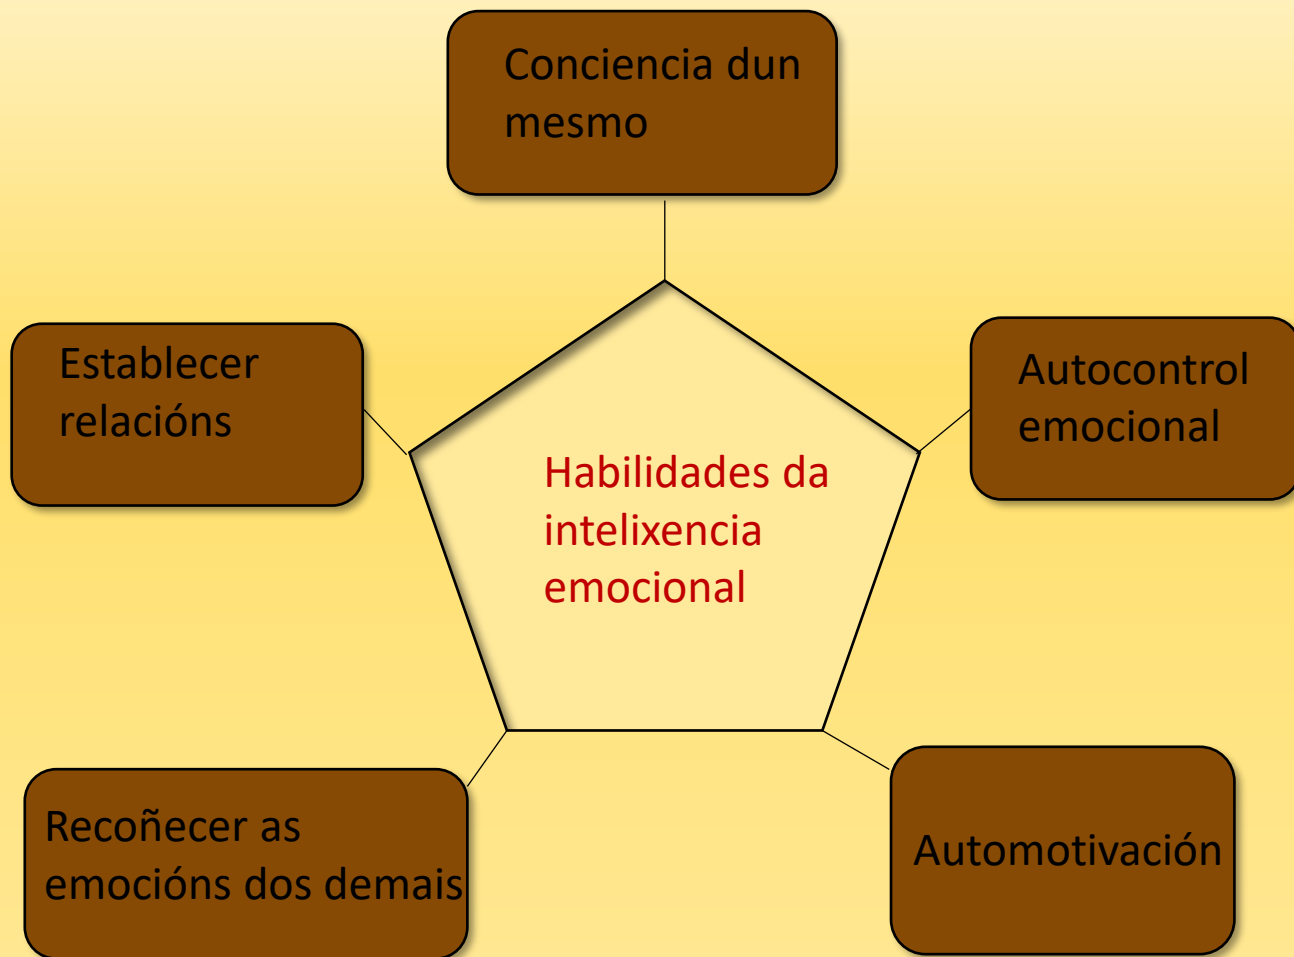 Conciencia dun
mesmo
Establecer
relacións
Autocontrol
emocional
Habilidades da
intelixencia
emocional
Recoñecer as
emocións dos demais
Automotivación